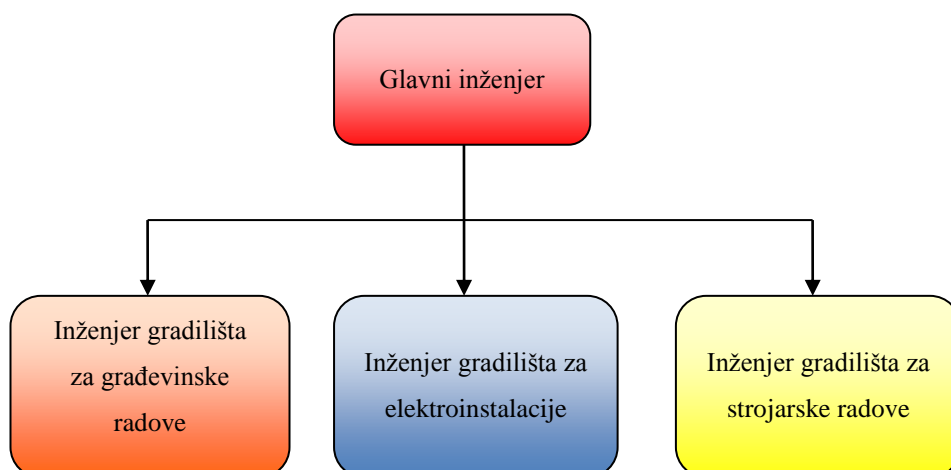 Glavni inženjer
Inženjer gradilišta
za građevinske
radove
Inženjer gradilišta za
elektroinstalacije
Inženjer gradilišta za
strojarske radove